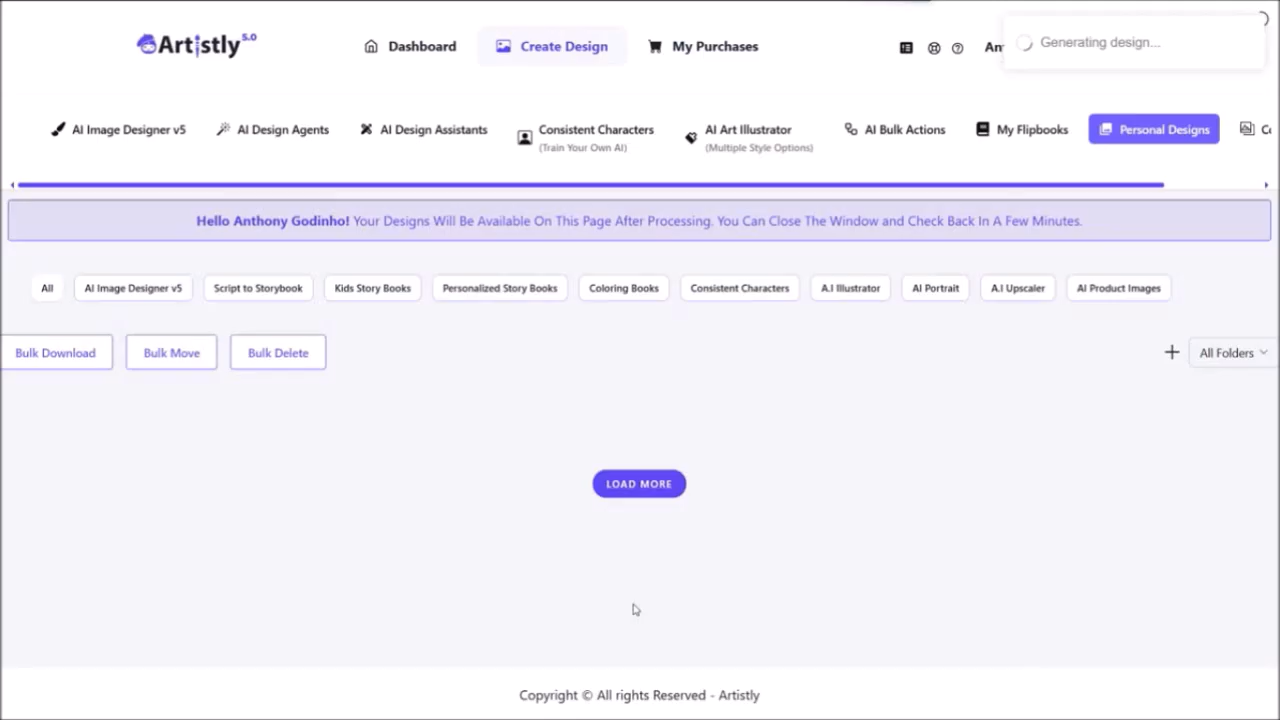 Artistly 5.0
Dashboard
Create Design
My Purchases
Generating design...
AI Image Designer v5
AI Design Agents
AI Design Assistants
Consistent Characters
(Train Your Own AI)
AI Art Illustrator
(Multiple Style Options)
AI Bulk Actions
My Flipbooks
Personal Designs
Hello Anthony Godinho! Your Designs Will Be Available On This Page After Processing. You Can Close The Window and Check Back In A Few Minutes.
All
AI Image Designer v5
Script to Storybook
Kids Story Books
Personalized Story Books
Coloring Books
Consistent Characters
A.I Illustrator
AI Portrait
A.I Upscaler
AI Product Images
Bulk Download
Bulk Move
Bulk Delete
All Folders
LOAD MORE
Copyright © All rights Reserved - Artistly